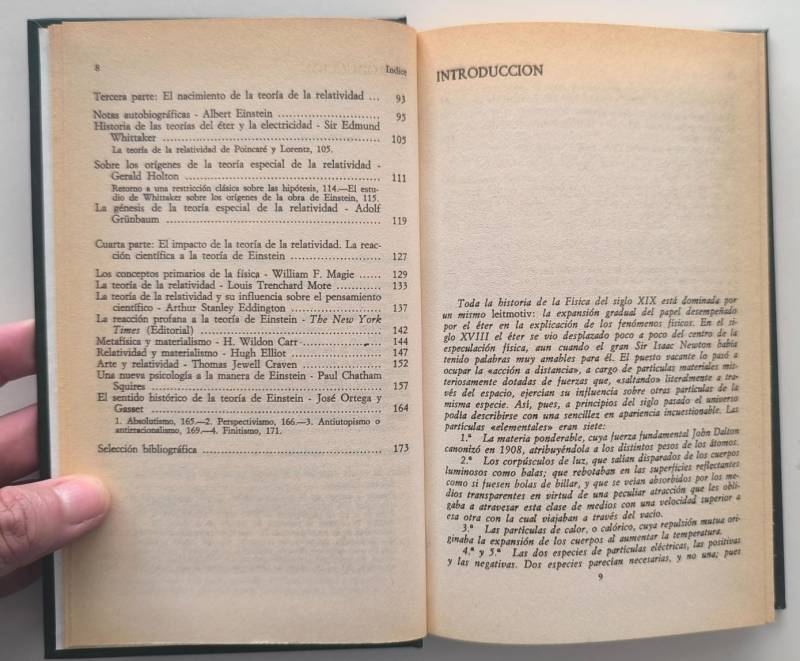 8
Indice
Tercera parte: El nacimiento de la teoría de la relatividad ... 93
Notas autobiográficas - Albert Einstein ........................ 95
Historia de las teorías del éter y la electricidad - Sir Edmund
Whittaker ................................................ 105
La teoría de la relatividad de Poincaré y Lorentz, 105.
Sobre los orígenes de la teoría especial de la relatividad -
Gerald Holton ............................................ 111
Retorno a una restricción clásica sobre las hipótesis, 114.—El estu-
dio de Whittaker sobre los orígenes de la obra de Einstein, 115.
La génesis de la teoría especial de la relatividad - Adolf
Grünbaum ................................................ 119
Cuarta parte: El impacto de la teoría de la relatividad. La reac-
ción científica a la teoría de Einstein ..................... 127
Los conceptos primarios de la física - William F. Magie ...... 129
La teoría de la relatividad - Louis Trenchard More ............ 133
La teoría de la relatividad y su influencia sobre el pensamiento
científico - Arthur Stanley Eddington ..................... 137
La reacción profana a la teoría de Einstein - The New York
Times (Editorial) ........................................ 142
Metafísica y materialismo - H. Wildon Carr .................. 144
Relatividad y materialismo - Hugh Elliot ..................... 147
Arte y relatividad - Thomas Jewell Craven .................. 152
Una nueva psicología a la manera de Einstein - Paul Chatham
Squires ................................................... 157
El sentido histórico de la teoría de Einstein - José Ortega y
Gasset ................................................... 164
1. Absolutismo, 165.—2. Perspectivismo, 166.—3. Antiutopismo o
antirracionalismo, 169.—4. Finitismo, 171.
Selección bibliográfica ........................................ 173
INTRODUCCION
Toda la historia de la Física del siglo XIX está dominada por
un mismo leitmotiv: la expansión gradual del papel desempeñado
por el éter en la explicación de los fenómenos físicos. En el si-
glo XVIII el éter se vio desplazado poco a poco del centro de la
especulación física, aun cuando el gran Sir Isaac Newton había
tenido palabras muy amables para él. El puesto vacante lo pasó a
ocupar la «acción a distancia», a cargo de partículas materiales mis-
teriosamente dotadas de fuerzas que, «saltando» literalmente a tra-
vés del espacio, ejercían su influencia sobre otras partículas de la
misma especie. Así, pues, a principios del siglo pasado el universo
podía describirse con una sencillez en apariencia incuestionable. Las
partículas «elementales» eran siete:
1.ª La materia ponderable, cuya fuerza fundamental John Dalton
canonizó en 1908, atribuyéndola a los distintos pesos de los átomos.
2.ª Los corpúsculos de luz, que salían disparados de los cuerpos
luminosos como balas; que rebotaban en las superficies reflectantes
como si fuesen bolas de billar, y que se veían absorbidos por los me-
dios transparentes en virtud de una peculiar atracción que les obli-
gaba a atravesar esta clase de medios con una velocidad superior a
esa otra con la cual viajaban a través del vacío.
3.ª Las partículas de calor, o calórico, cuya repulsión mutua ori-
ginaba la expansión de los cuerpos al aumentar la temperatura.
4.ª y 5.ª Las dos especies de partículas eléctricas, las positivas
y las negativas. Dos especies parecían necesarias, y no una; pues
9